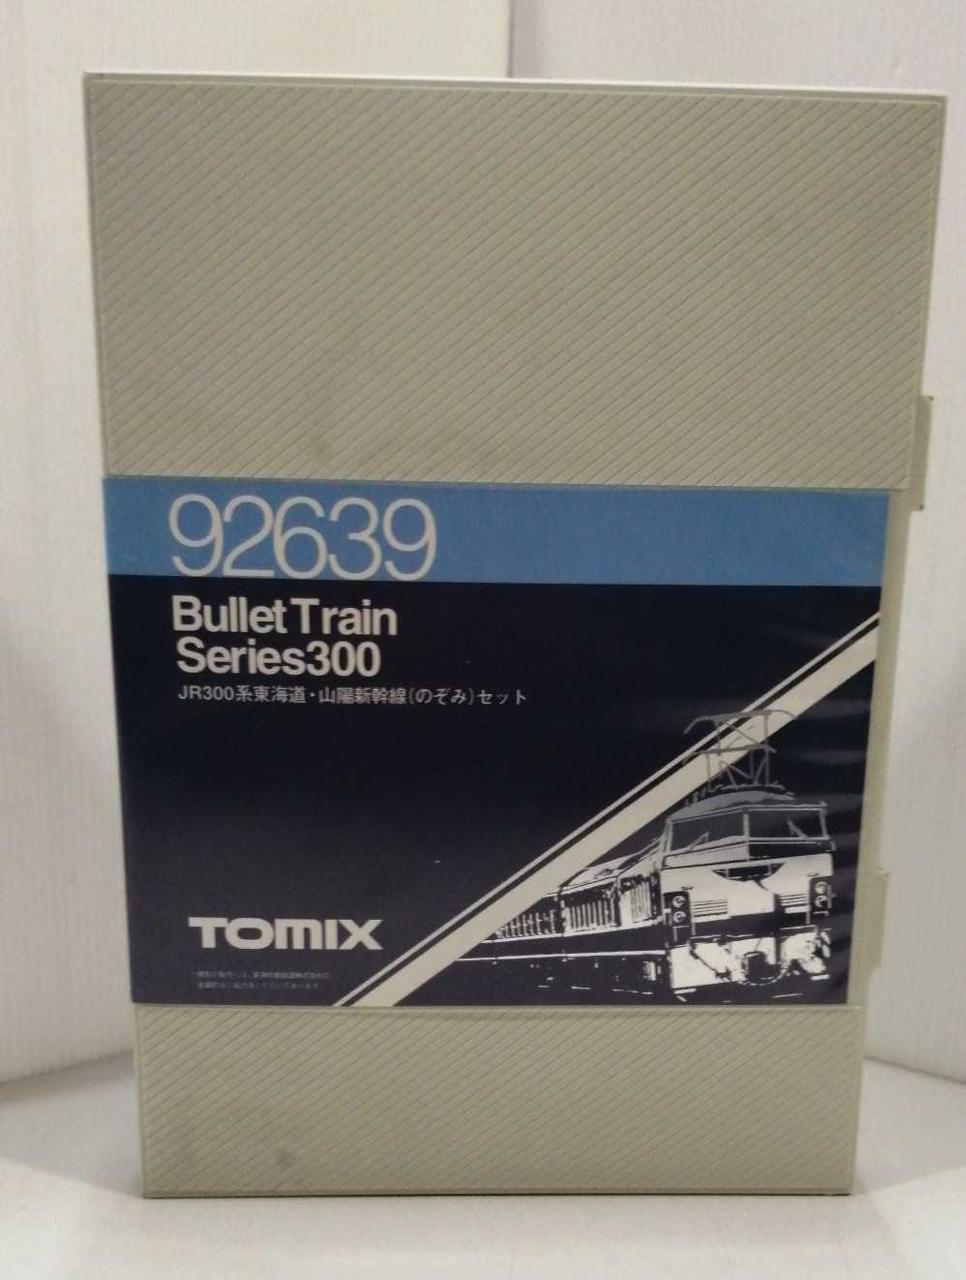 92639
Bullet Train
Series300
JR300系東海道・山陽新幹線(のぞみ)セット
TOMIX